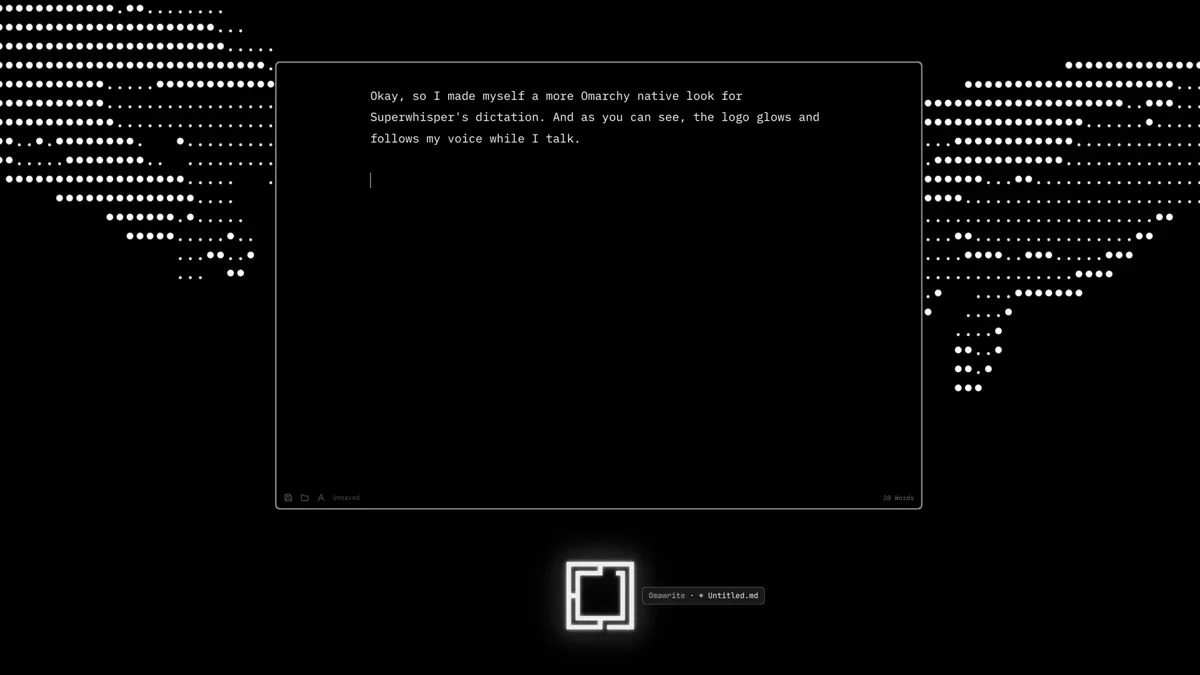 Okay, so I made myself a more Omarchy native look for
Superwhisper's dictation. And as you can see, the logo glows and
follows my voice while I talk.
Unsaved
28 Words
Omawrite · * Untitled.md